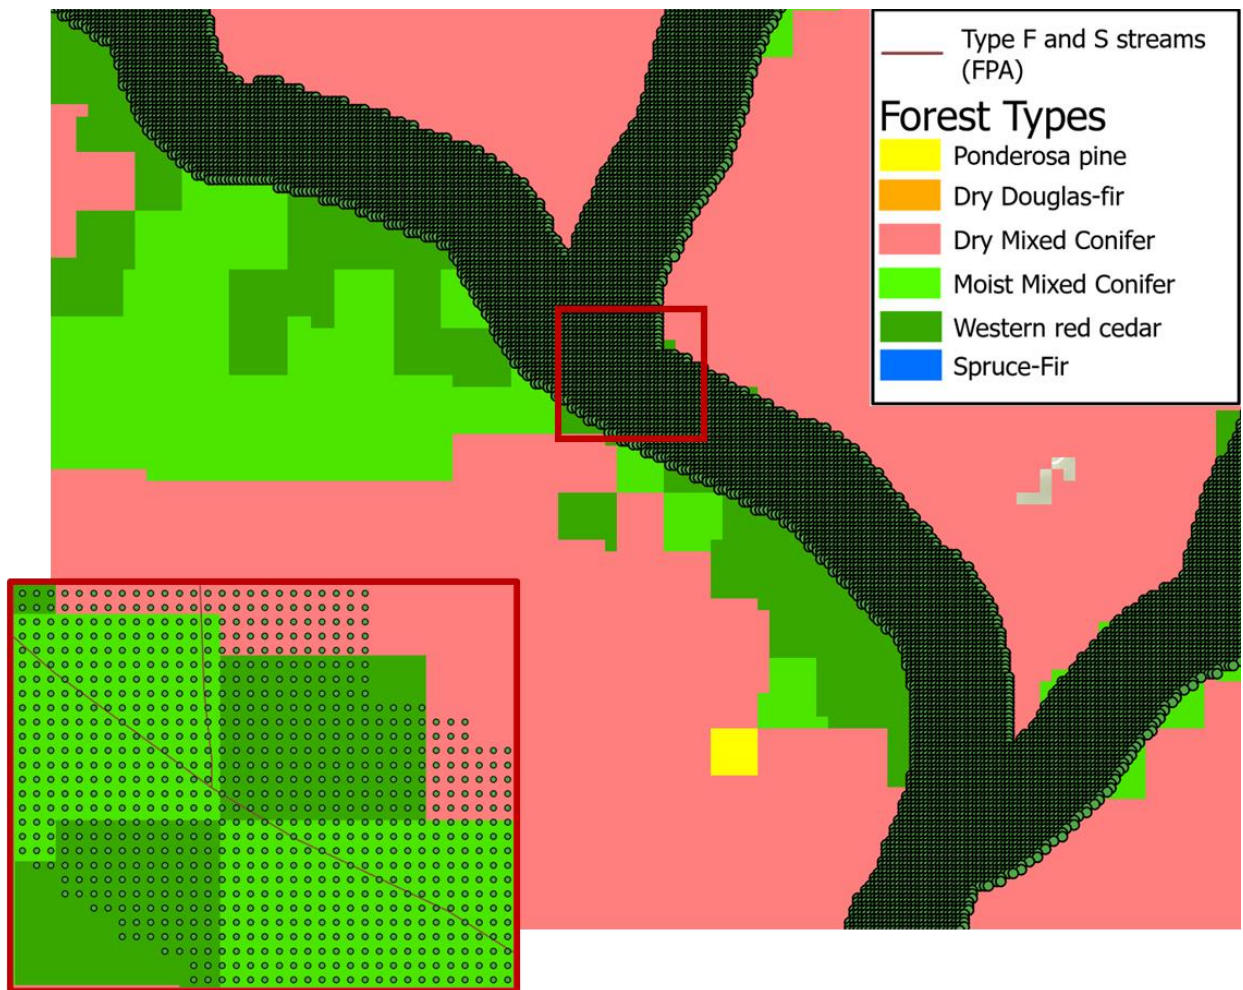 Type F and S streams
(FPA)
Forest Types
Ponderosa pine
Dry Douglas-fir
Dry Mixed Conifer
Moist Mixed Conifer
Western red cedar
Spruce-Fir